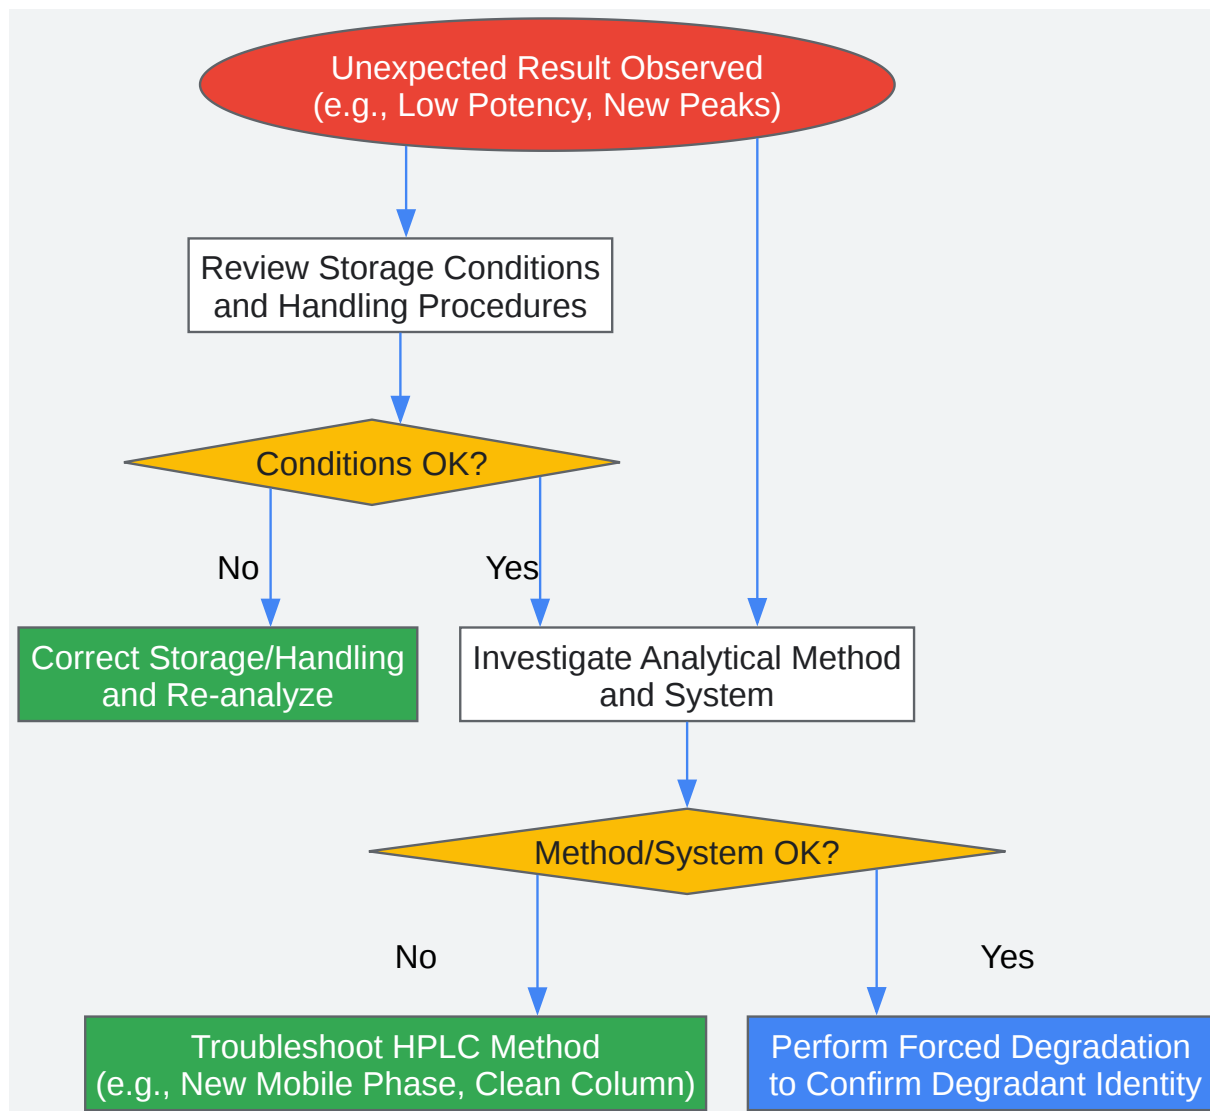 Unexpected Result Observed
(e.g., Low Potency, New Peaks)
Review Storage Conditions
and Handling Procedures
Conditions OK?
No
Yes
Correct Storage/Handling
and Re-analyze
Investigate Analytical Method
and System
Method/System OK?
No
Yes
Troubleshoot HPLC Method
(e.g., New Mobile Phase, Clean Column)
Perform Forced Degradation
to Confirm Degradant Identity